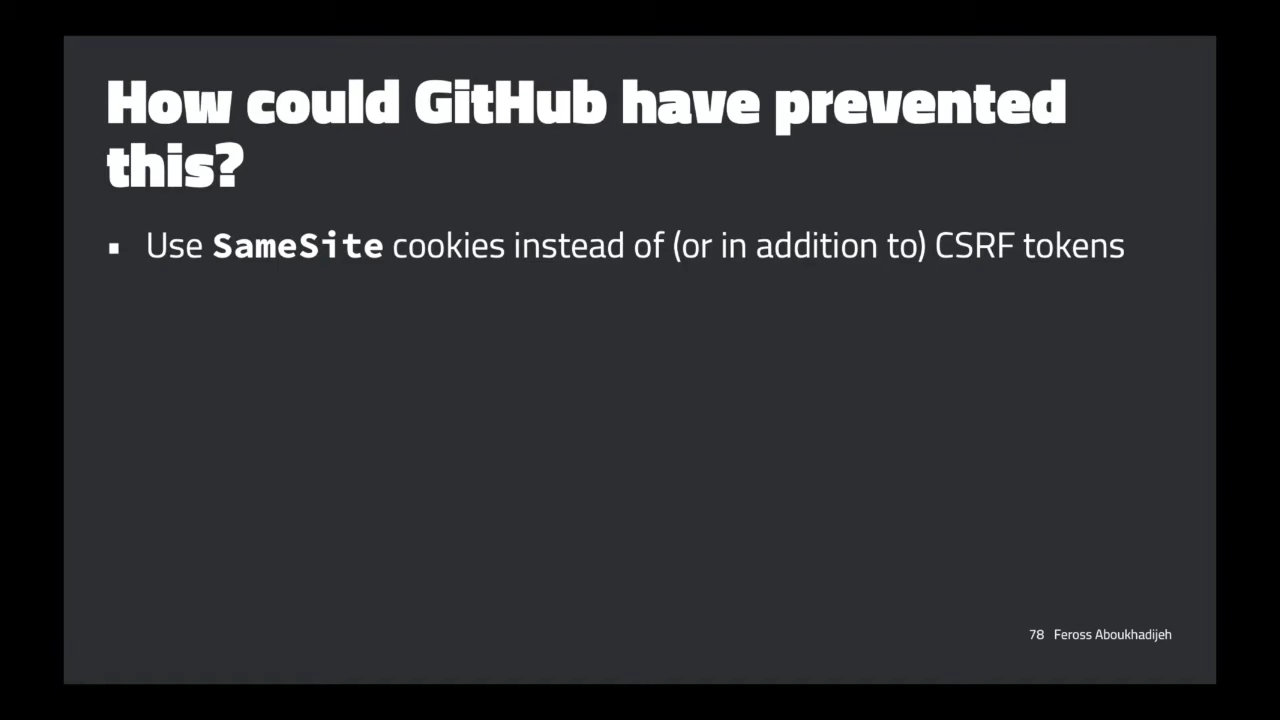 How could GitHub have prevented
this?
▪ Use SameSite cookies instead of (or in addition to) CSRF tokens
78 Feross Aboukhadijeh